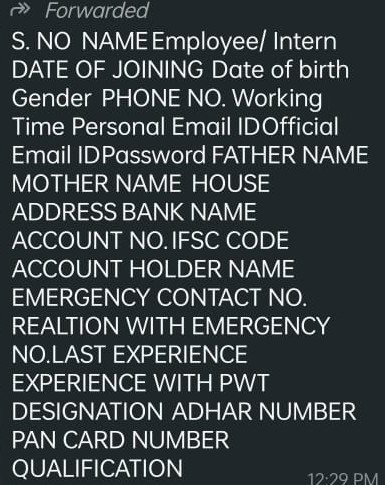 Forwarded
S. NO NAME Employee/ Intern
DATE OF JOINING Date of birth
Gender PHONE NO. Working
Time Personal Email IDOfficial
Email IDPassword FATHER NAME
MOTHER NAME HOUSE
ADDRESS BANK NAME
ACCOUNT NO. IFSC CODE
ACCOUNT HOLDER NAME
EMERGENCY CONTACT NO.
REALTION WITH EMERGENCY
NO.LAST EXPERIENCE
EXPERIENCE WITH PWT
DESIGNATION ADHAR NUMBER
PAN CARD NUMBER
QUALIFICATION
12:29 PM